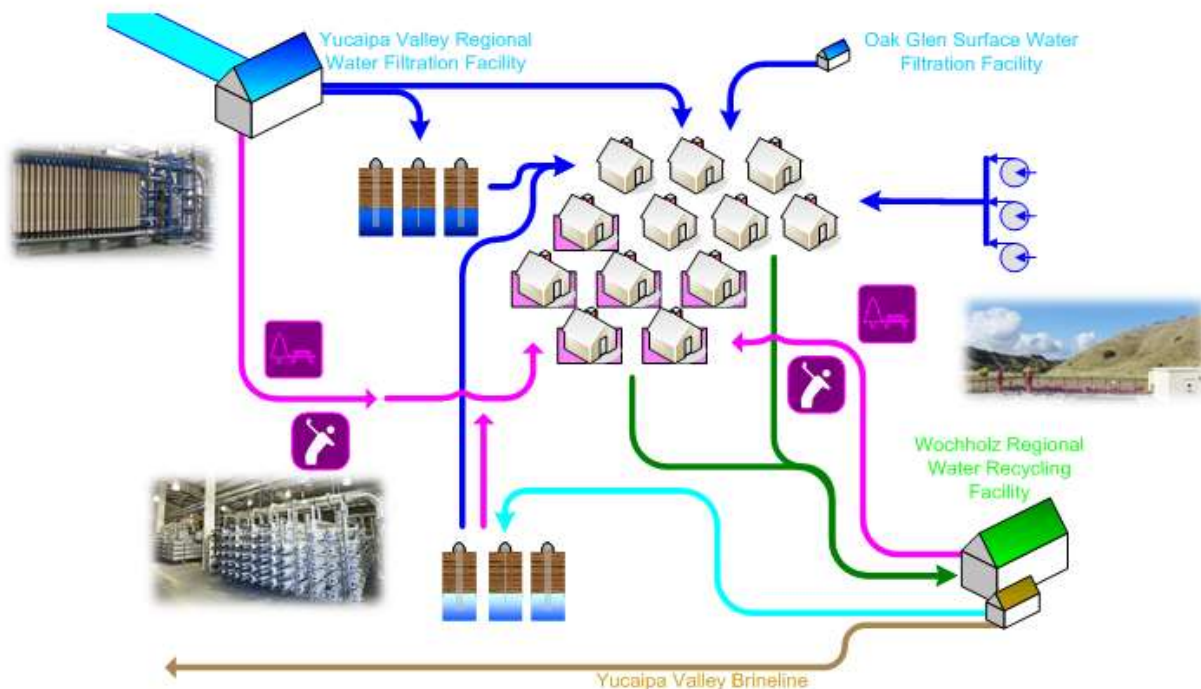 Yucaipa Valley Regional
Water Filtration Facility
Oak Glen Surface Water
Filtration Facility
Wochholz Regional
Water Recycling
Facility
Yucaipa Valley Brineline